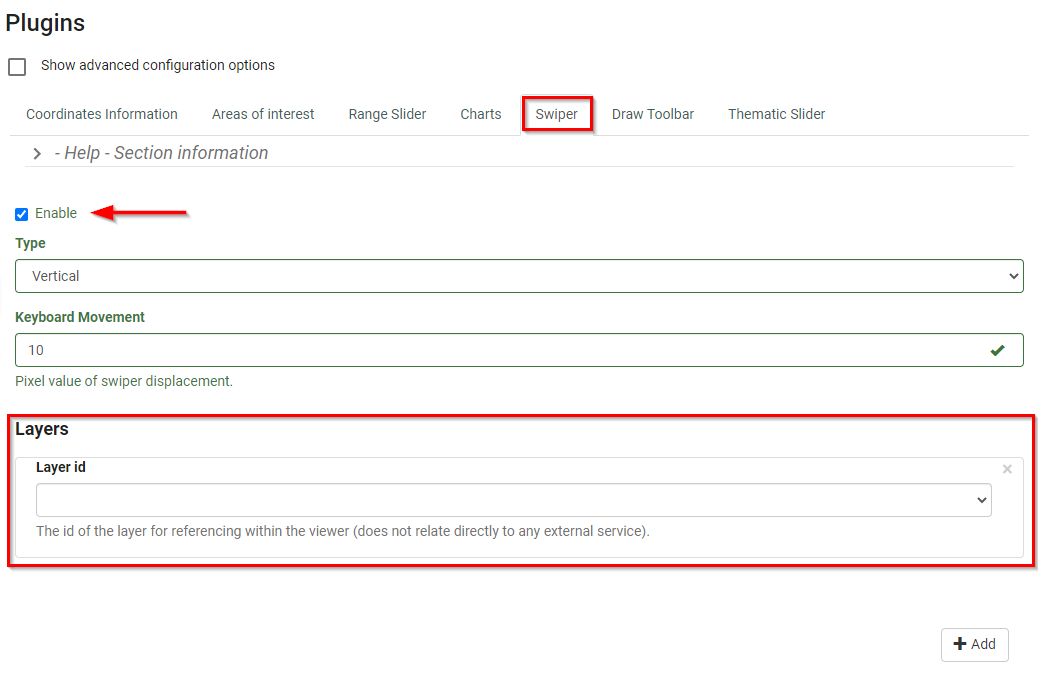 Plugins
Show advanced configuration options
Coordinates Information Areas of interest Range Slider Charts Swiper Draw Toolbar Thematic Slider
- Help - Section information
Enable
Type
Vertical
Keyboard Movement
10
Pixel value of swiper displacement.
Layers
Layer id
×
The id of the layer for referencing within the viewer (does not relate directly to any external service).
Add